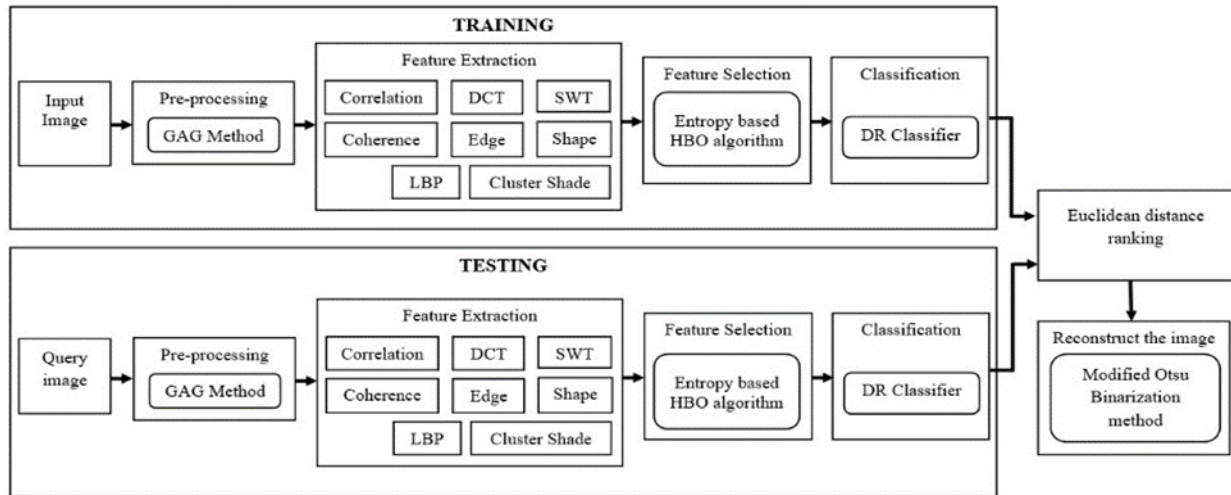 TRAINING
Input
Image
Pre-processing
GAG Method
Feature Extraction
Correlation
DCT
SWT
Coherence
Edge
Shape
LBP
Cluster Shade
Feature Selection
Entropy based
HBO algorithm
Classification
DR Classifier
TESTING
Query
image
Pre-processing
GAG Method
Feature Extraction
Correlation
DCT
SWT
Coherence
Edge
Shape
LBP
Cluster Shade
Feature Selection
Entropy based
HBO algorithm
Classification
DR Classifier
Euclidean distance
ranking
Reconstruct the image
Modified Otsu
Binarization
method